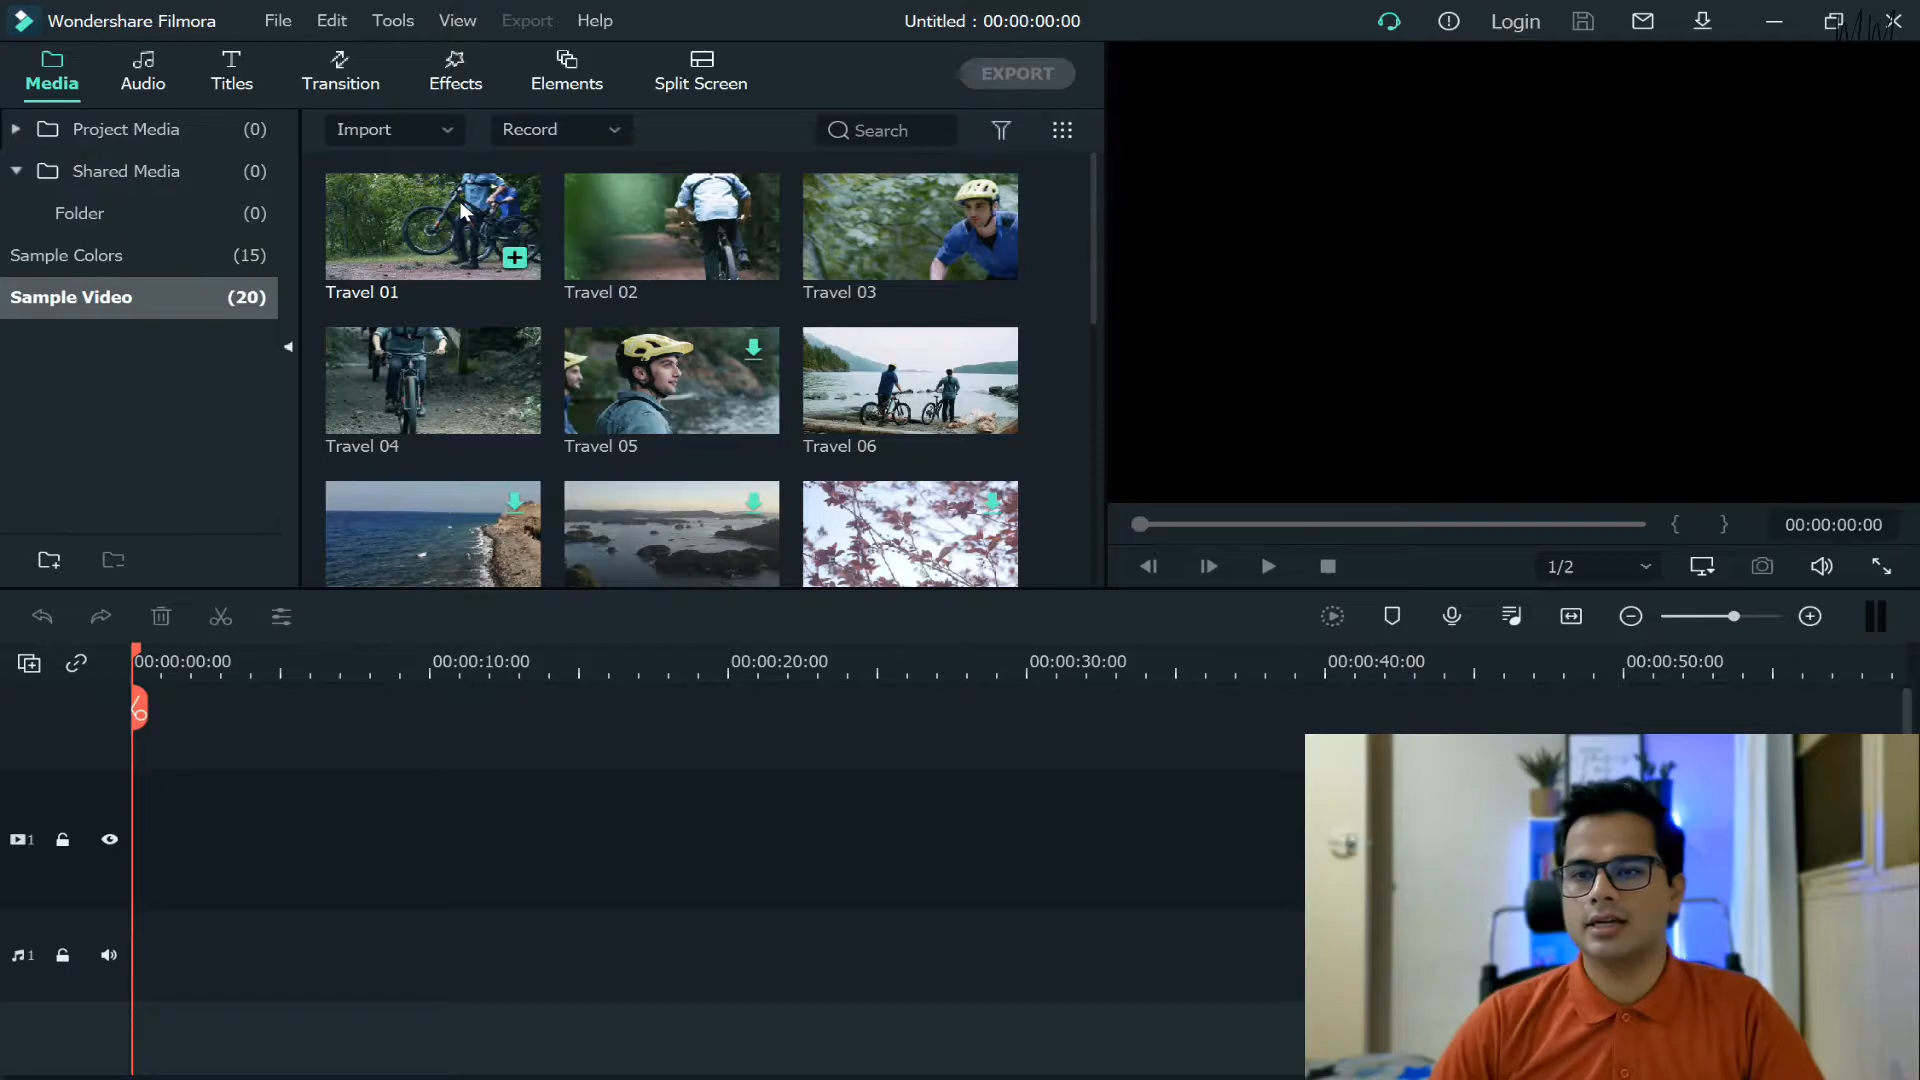 Wondershare Filmora File Edit Tools View Export Help Untitled : 00:00:00:00 Login
Media Audio Titles Transition Effects Elements Split Screen EXPORT
Project Media (0) Import Record Search
Shared Media (0)
Folder (0)
Sample Colors (15)
Sample Video (20)
Travel 01 Travel 02 Travel 03
Travel 04 Travel 05 Travel 06
{ } 00:00:00:00
1/2
00:00:00:00 00:00:10:00 00:00:20:00 00:00:30:00 00:00:40:00 00:00:50:00
1
1